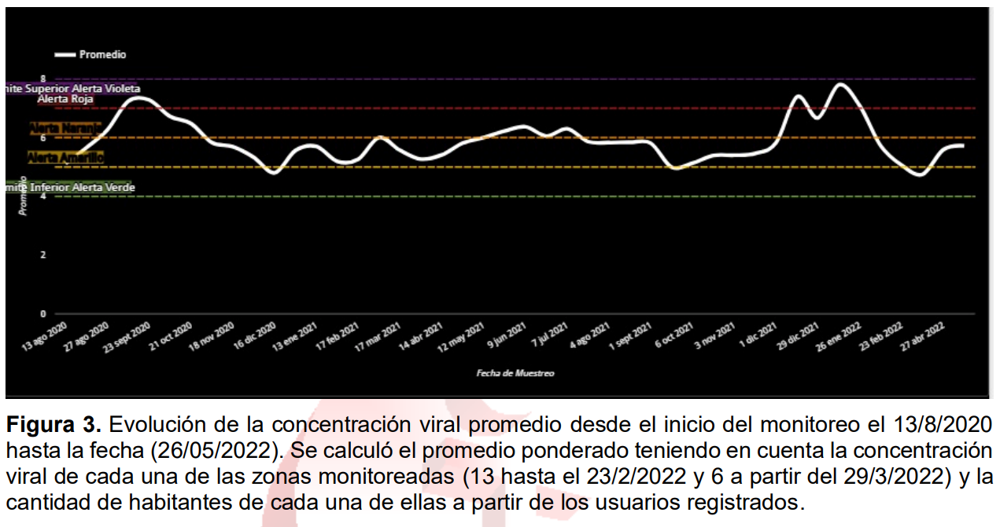 Promedio
8
mite Superior Alerta Violeta
Alerta Roja
Alerta Naranja
6
Alerta Amarillo
mite Inferior Alerta Verde
4
Promedio
2
0
13 ago 2020
27 ago 2020
23 sept 2020
21 oct 2020
18 nov 2020
16 dic 2020
13 ene 2021
17 feb 2021
17 mar 2021
14 abr 2021
12 may 2021
9 jun 2021
7 jul 2021
4 ago 2021
1 sept 2021
6 oct 2021
3 nov 2021
1 dic 2021
29 dic 2021
26 ene 2022
23 feb 2022
27 abr 2022
Fecha de Muestreo
Figura 3. Evolución de la concentración viral promedio desde el inicio del monitoreo el 13/8/2020
hasta la fecha (26/05/2022). Se calculó el promedio ponderado teniendo en cuenta la concentración
viral de cada una de las zonas monitoreadas (13 hasta el 23/2/2022 y 6 a partir del 29/3/2022) y la
cantidad de habitantes de cada una de ellas a partir de los usuarios registrados.